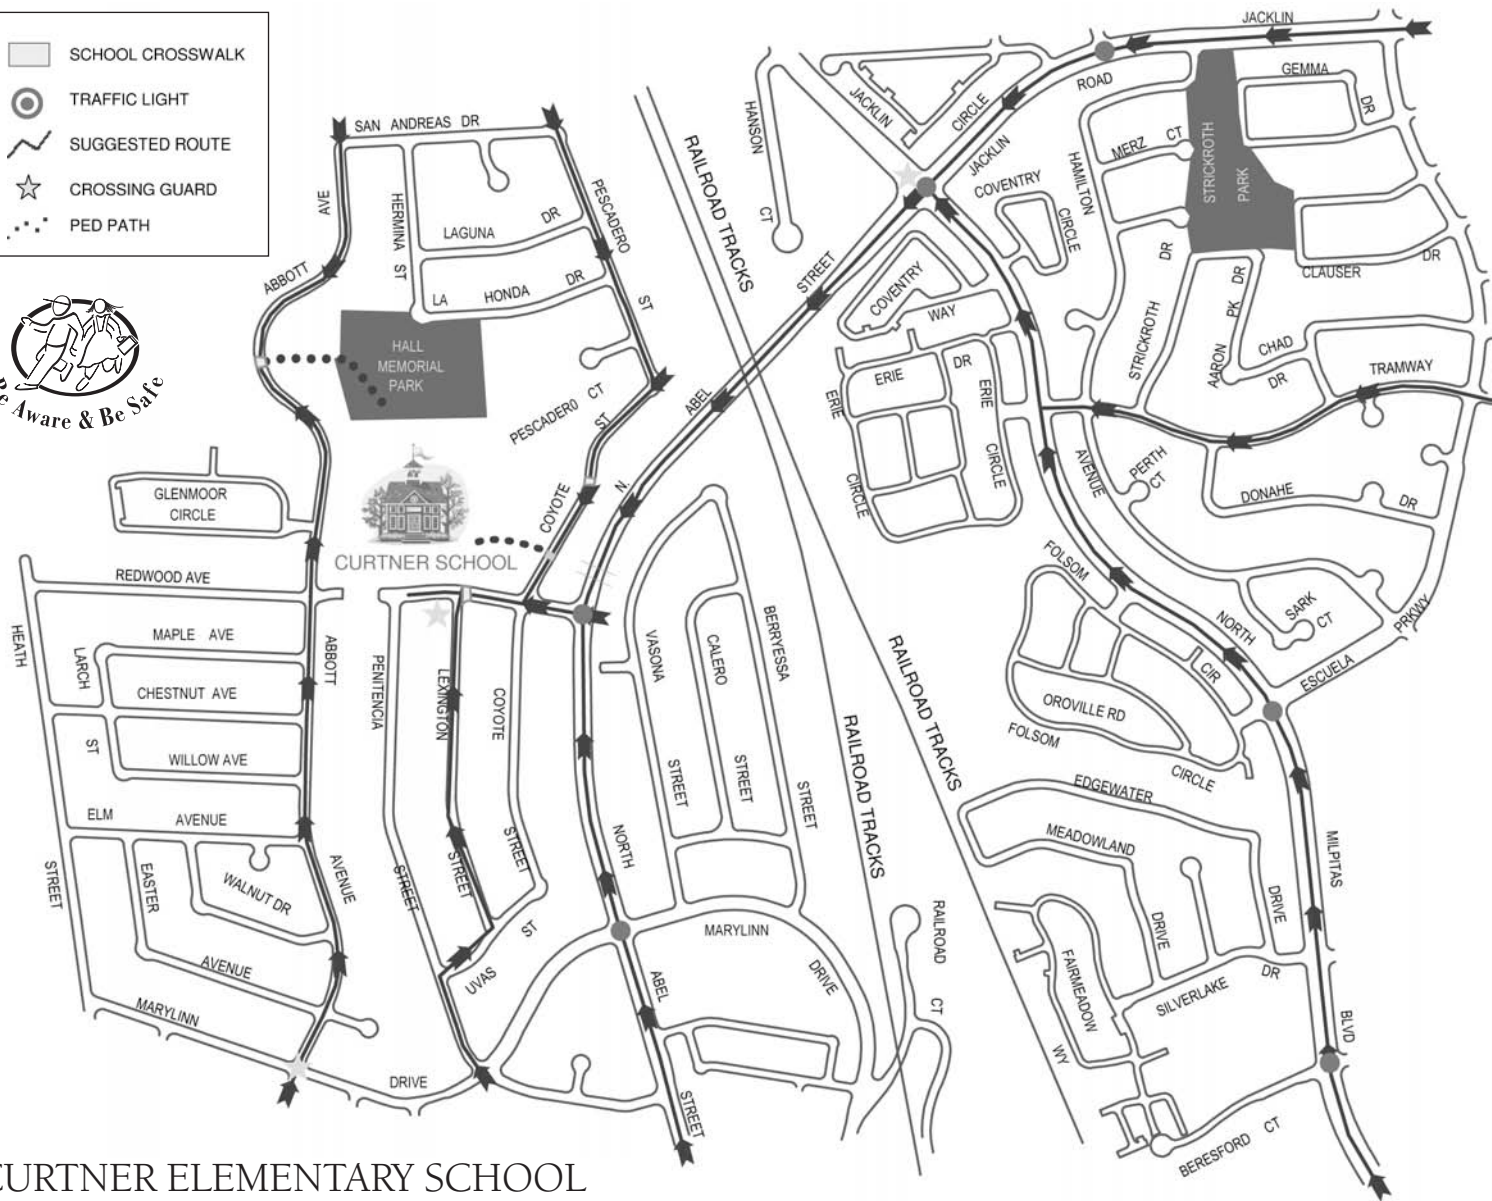 SCHOOL CROSSWALK
TRAFFIC LIGHT
SUGGESTED ROUTE
CROSSING GUARD
PED PATH
e Aware & Be Safe
SAN ANDREAS DR
AVE
ABBOTT
HERMINA ST
LAGUNA DR
LA HONDA DR
PESCADERO ST
HALL
MEMORIAL
PARK
PESCADERO CT
COYOTE ST
CURTNER SCHOOL
GLENMOOR
CIRCLE
REDWOOD AVE
HEATH STREET
MAPLE AVE
LARCH ST
CHESTNUT AVE
WILLOW AVE
ELM AVENUE
ABBOTT AVENUE
EASTER AVENUE
WALNUT DR
MARYLINN DRIVE
PENITENCIA STREET
LEXINGTON STREET
COYOTE STREET
UVAS ST
NORTH ABEL STREET
N. ABEL STREET
VASONA STREET
CALERO STREET
BERRYESSA STREET
MARYLINN DRIVE
RAILROAD TRACKS
RAILROAD TRACKS
RAILROAD TRACKS
RAILROAD CT
HANSON CT
JACKLIN CIRCLE
JACKLIN ROAD
JACKLIN
COVENTRY CIRCLE
COVENTRY WAY
ERIE DR
ERIE CIRCLE
ERIE CIRCLE
HAMILTON AVENUE
MERZ CT
STRICKROTH
PARK
STRICKROTH DR
GEMMA DR
CLAUSER DR
AARON PK DR
CHAD DR
TRAMWAY
PERTH
CT
DONAHE DR
SARK
CT
ESCUELA PRKWY
NORTH MILPITAS BLVD
FOLSOM CIR
OROVILLE RD
FOLSOM CIRCLE
EDGEWATER DRIVE
MEADOWLAND DRIVE
SILVERLAKE DR
FAIRMEADOW WY
BERESFORD CT
CURTNER ELEMENTARY SCHOOL